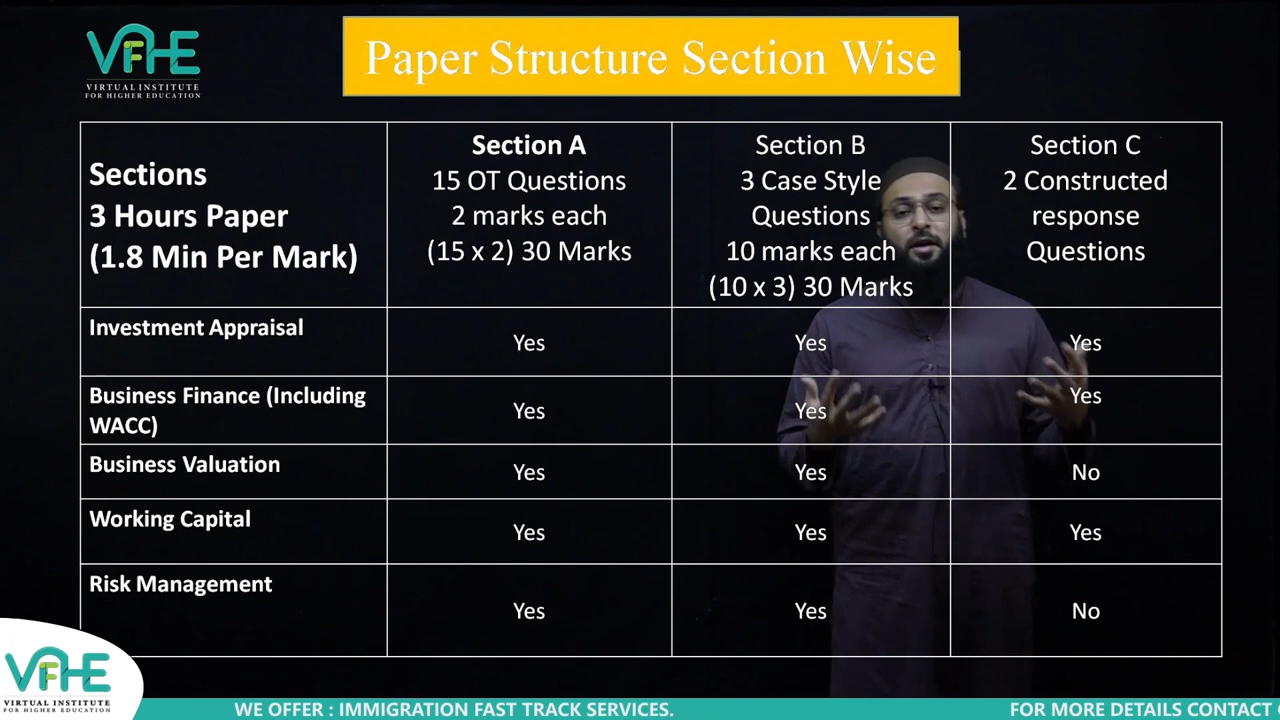 VFHE
VIRTUAL INSTITUTE
FOR HIGHER EDUCATION
Paper Structure Section Wise
Sections
3 Hours Paper
(1.8 Min Per Mark)
Section A
15 OT Questions
2 marks each
(15 x 2) 30 Marks
Section B
3 Case Style
Questions
10 marks each
(10 x 3) 30 Marks
Section C
2 Constructed
response
Questions
Investment Appraisal
Yes
Yes
Yes
Business Finance (Including
WACC)
Yes
Yes
Yes
Business Valuation
Yes
Yes
No
Working Capital
Yes
Yes
Yes
Risk Management
Yes
Yes
No
VFHE
VIRTUAL INSTITUTE
FOR HIGHER EDUCATION
WE OFFER : IMMIGRATION FAST TRACK SERVICES.
FOR MORE DETAILS CONTACT